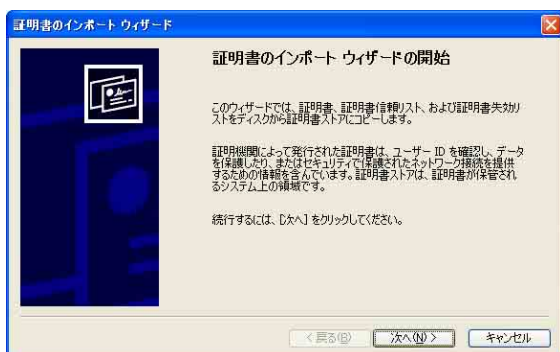 証明書のインポート ウィザード
証明書のインポート ウィザードの開始
このウィザードでは、証明書、証明書信頼リスト、および証明書失効リ
ストをディスクから証明書ストアにコピーします。
証明機関によって発行された証明書は、ユーザー ID を確認し、データ
を保護したり、またはセキュリティで保護されたネットワーク接続を提供
するための情報を含んでいます。証明書ストアは、証明書が保管され
るシステム上の領域です。
続行するには、[次へ] をクリックしてください。
< 戻る(B)
次へ(N) >
キャンセル